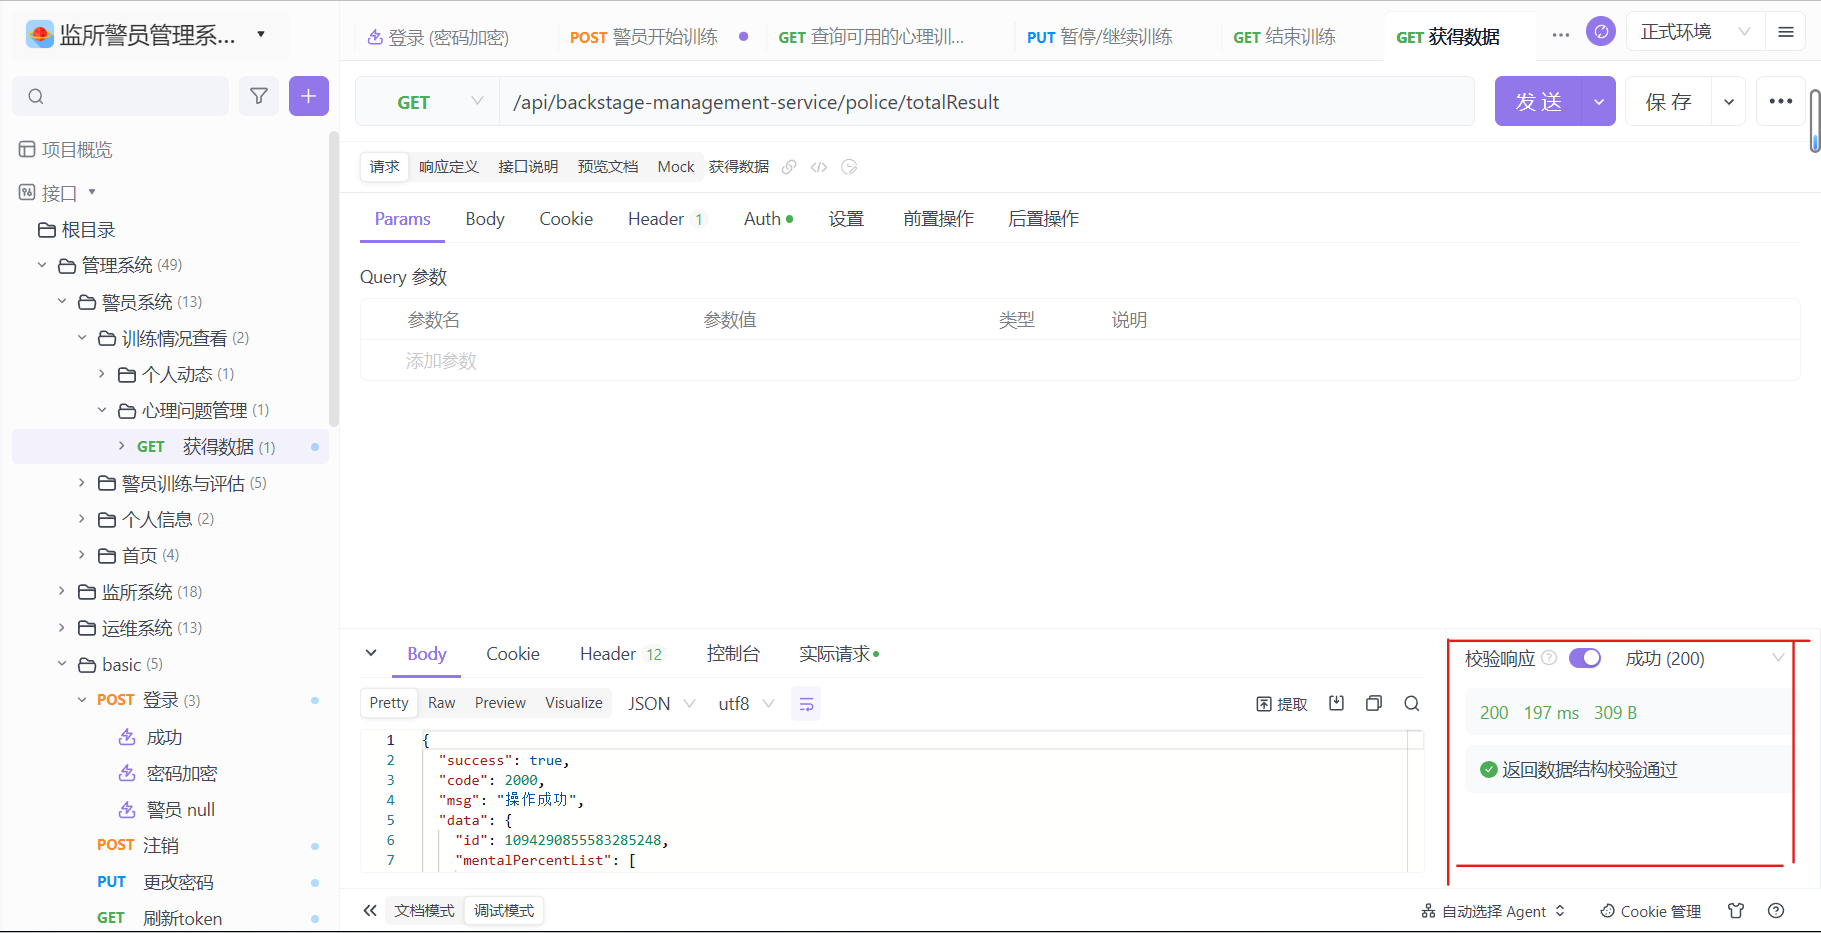 监所警员管理系...
登录 (密码加密)
POST 警员开始训练
GET 查询可用的心理训...
PUT 暂停/继续训练
GET 结束训练
GET 获得数据
正式环境
GET
/api/backstage-management-service/police/totalResult
发 送
保 存
项目概览
接口
根目录
管理系统 (49)
警员系统 (13)
训练情况查看 (2)
个人动态 (1)
心理问题管理 (1)
GET 获得数据 (1)
警员训练与评估 (5)
个人信息 (2)
首页 (4)
监所系统 (18)
运维系统 (13)
basic (5)
POST 登录 (3)
成功
密码加密
警员 null
POST 注销
PUT 更改密码
GET 刷新token
请求 响应定义 接口说明 预览文档 Mock 获得数据
Params Body Cookie Header 1 Auth 设置 前置操作 后置操作
Query 参数
参数名 参数值 类型 说明
添加参数
Body Cookie Header 12 控制台 实际请求
Pretty Raw Preview Visualize JSON utf8
提取
1 {
2 "success": true,
3 "code": 2000,
4 "msg": "操作成功",
5 "data": {
6 "id": 1094290855583285248,
7 "mentalPercentList": [
校验响应 成功 (200)
200 197 ms 309 B
返回数据结构校验通过
文档模式 调试模式
自动选择 Agent
Cookie 管理